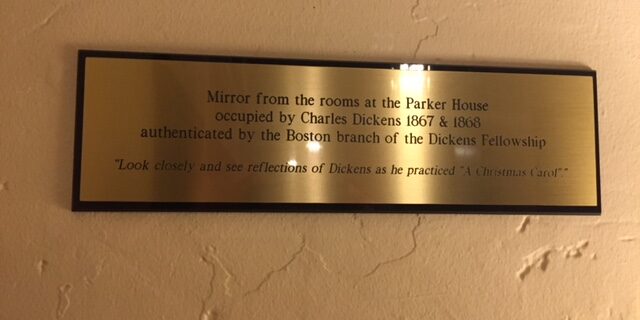 Mirror from the rooms at the Parker House
occupied by Charles Dickens 1867 & 1868
authenticated by the Boston branch of the Dickens Fellowship
"Look closely and see reflections of Dickens as he practiced "A Christmas Carol"."